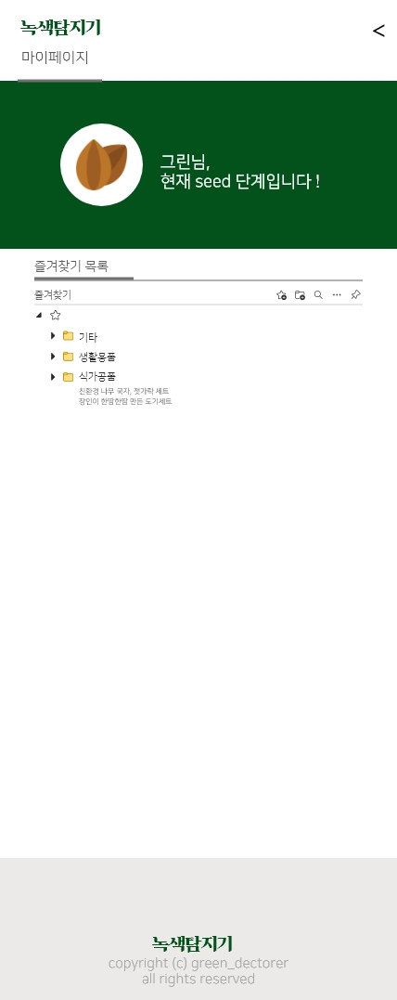 녹색탐지기
<
마이페이지
그린님,
현재 seed 단계입니다 !
즐겨찾기 목록
즐겨찾기
기타
생활용품
식가공품
친환경 나무 국자, 젓가락 세트
장인이 한땀한땀 만든 도기세트
녹색탐지기
copyright (c) green_dectorer
all rights reserved